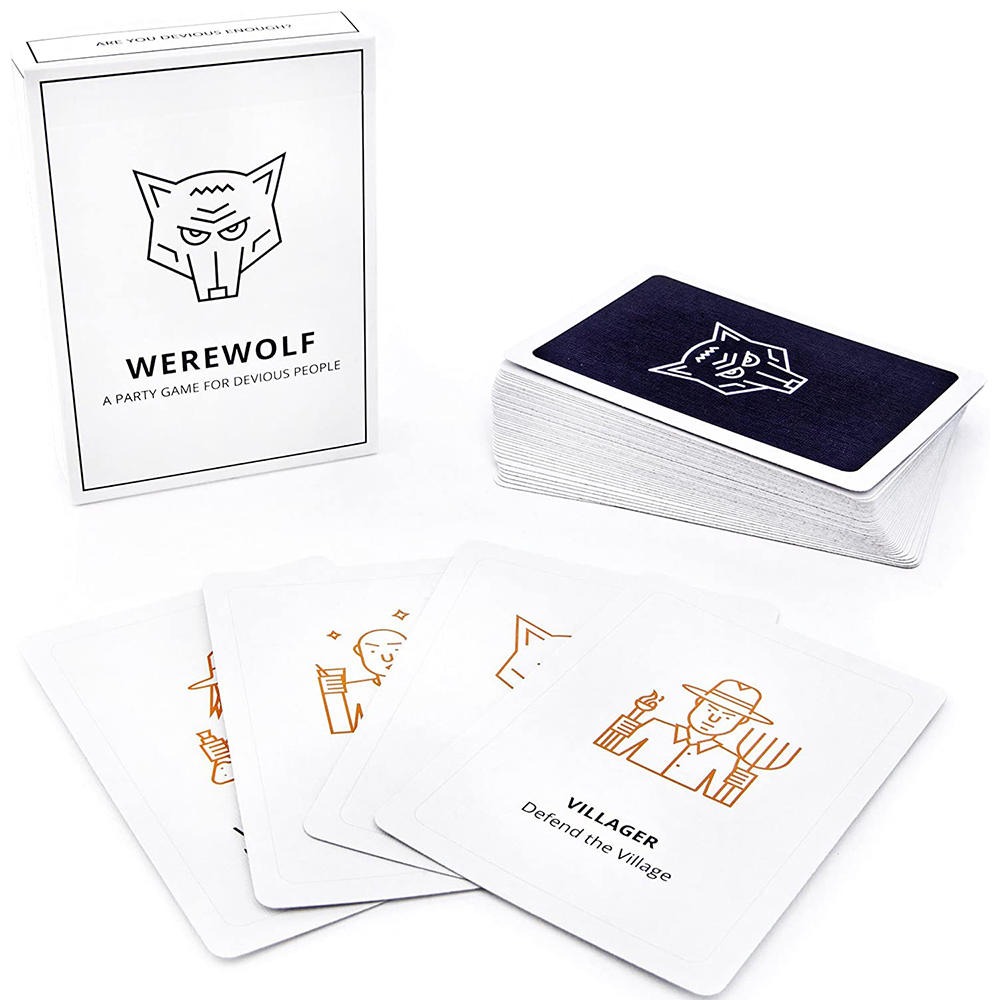 ARE YOU DEVIOUS ENOUGH?
WEREWOLF
A PARTY GAME FOR DEVIOUS PEOPLE
VILLAGER
Defend the Village